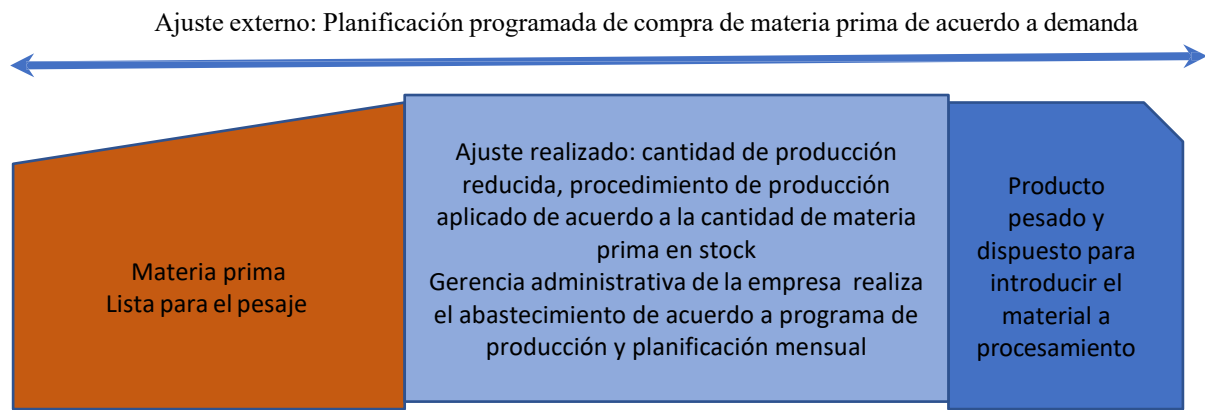 Ajuste externo: Planificación programada de compra de materia prima de acuerdo a demanda
Materia prima
Lista para el pesaje
Ajuste realizado: cantidad de producción
reducida, procedimiento de producción
aplicado de acuerdo a la cantidad de materia
prima en stock
Gerencia administrativa de la empresa  realiza
el abastecimiento de acuerdo a programa de
producción y planificación mensual
Producto
pesado y
dispuesto para
introducir el
material a
procesamiento